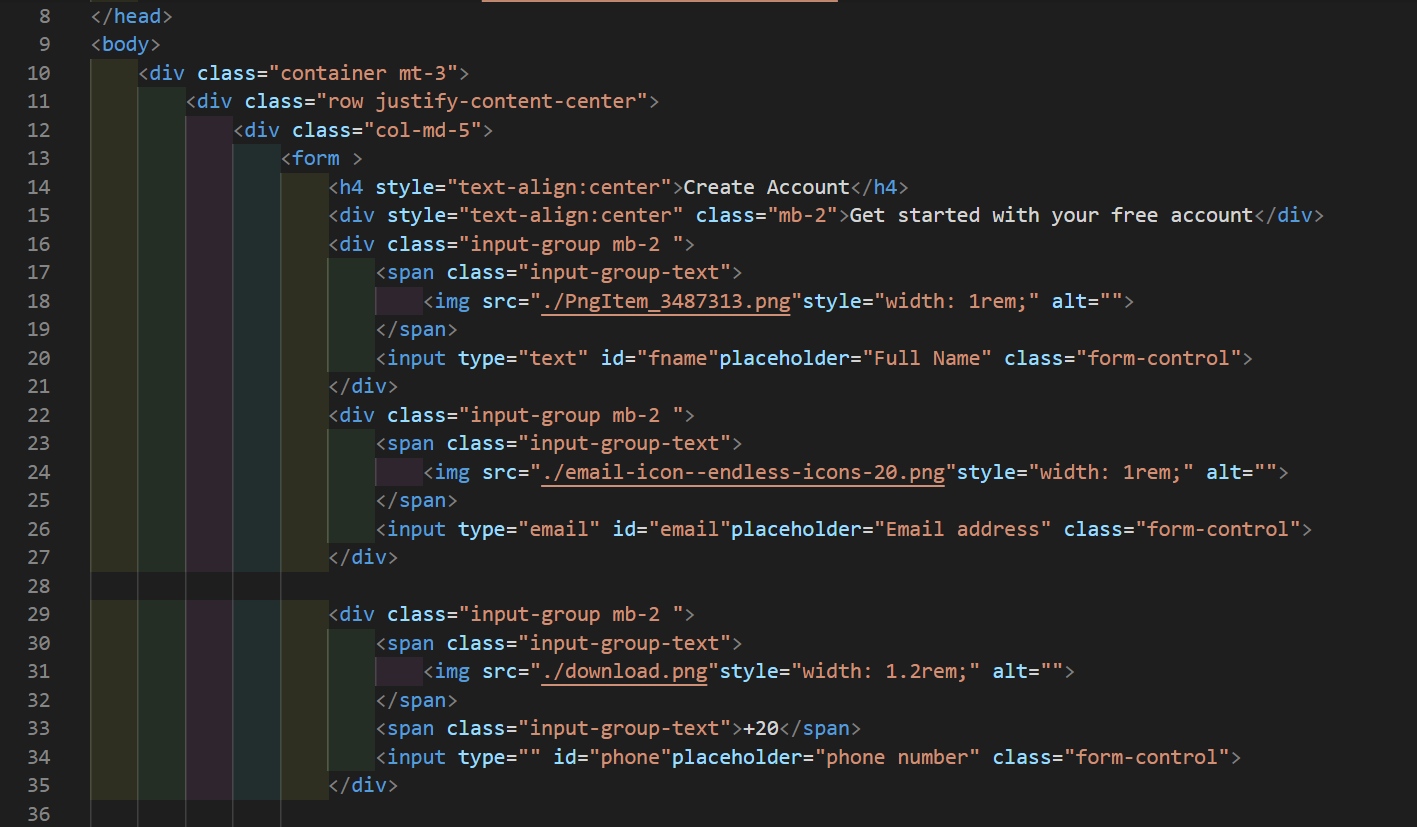 8 </head>
9 <body>
10 <div class="container mt-3">
11 <div class="row justify-content-center">
12 <div class="col-md-5">
13 <form >
14 <h4 style="text-align:center">Create Account</h4>
15 <div style="text-align:center" class="mb-2">Get started with your free account</div>
16 <div class="input-group mb-2 ">
17 <span class="input-group-text">
18 <img src="./PngItem_3487313.png"style="width: 1rem;" alt="">
19 </span>
20 <input type="text" id="fname"placeholder="Full Name" class="form-control">
21 </div>
22 <div class="input-group mb-2 ">
23 <span class="input-group-text">
24 <img src="./email-icon--endless-icons-20.png"style="width: 1rem;" alt="">
25 </span>
26 <input type="email" id="email"placeholder="Email address" class="form-control">
27 </div>
28
29 <div class="input-group mb-2 ">
30 <span class="input-group-text">
31 <img src="./download.png"style="width: 1.2rem;" alt="">
32 </span>
33 <span class="input-group-text">+20</span>
34 <input type="" id="phone"placeholder="phone number" class="form-control">
35 </div>
36